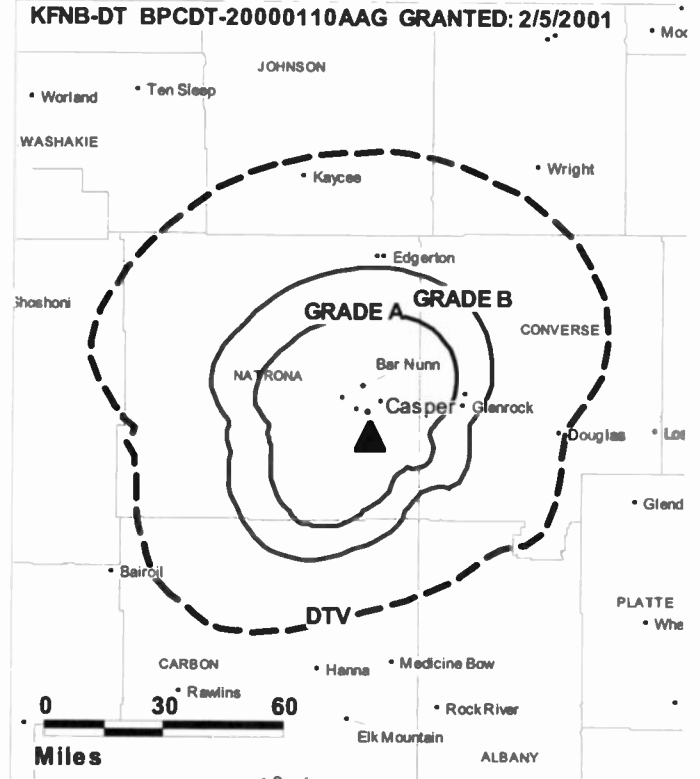 KFNB-DT BPCDT-20000110AAG GRANTED: 2/5/2001
JOHNSON
Worland
Ten Sleep
WASHAKIE
Kaycee
Wright
Edgerton
Shoshoni
GRADE A
GRADE B
CONVERSE
Bar Nunn
NATRONA
Casper
Glenrock
Douglas
Glend
Bairoil
PLATTE
DTV
Whe
CARBON
Hanna
Medicine Bow
Rawlins
0 30 60
Rock River
Elk Mountain
Miles
ALBANY